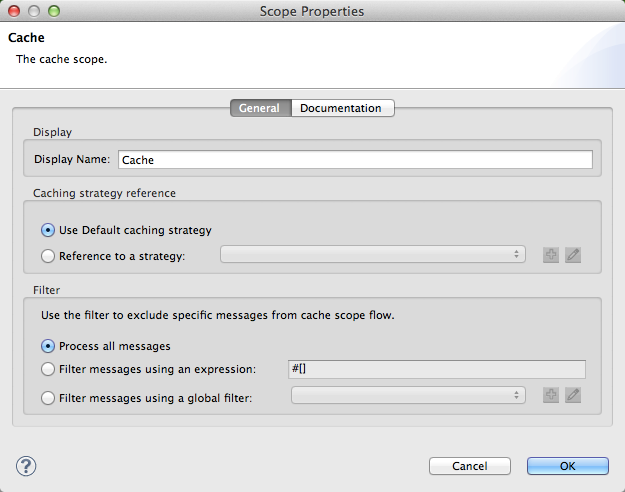 Scope Properties
Cache
The cache scope.
General Documentation
Display
Display Name: Cache
Caching strategy reference
Use Default caching strategy
Reference to a strategy:
Filter
Use the filter to exclude specific messages from cache scope flow.
Process all messages
Filter messages using an expression: #[]
Filter messages using a global filter:
? Cancel OK